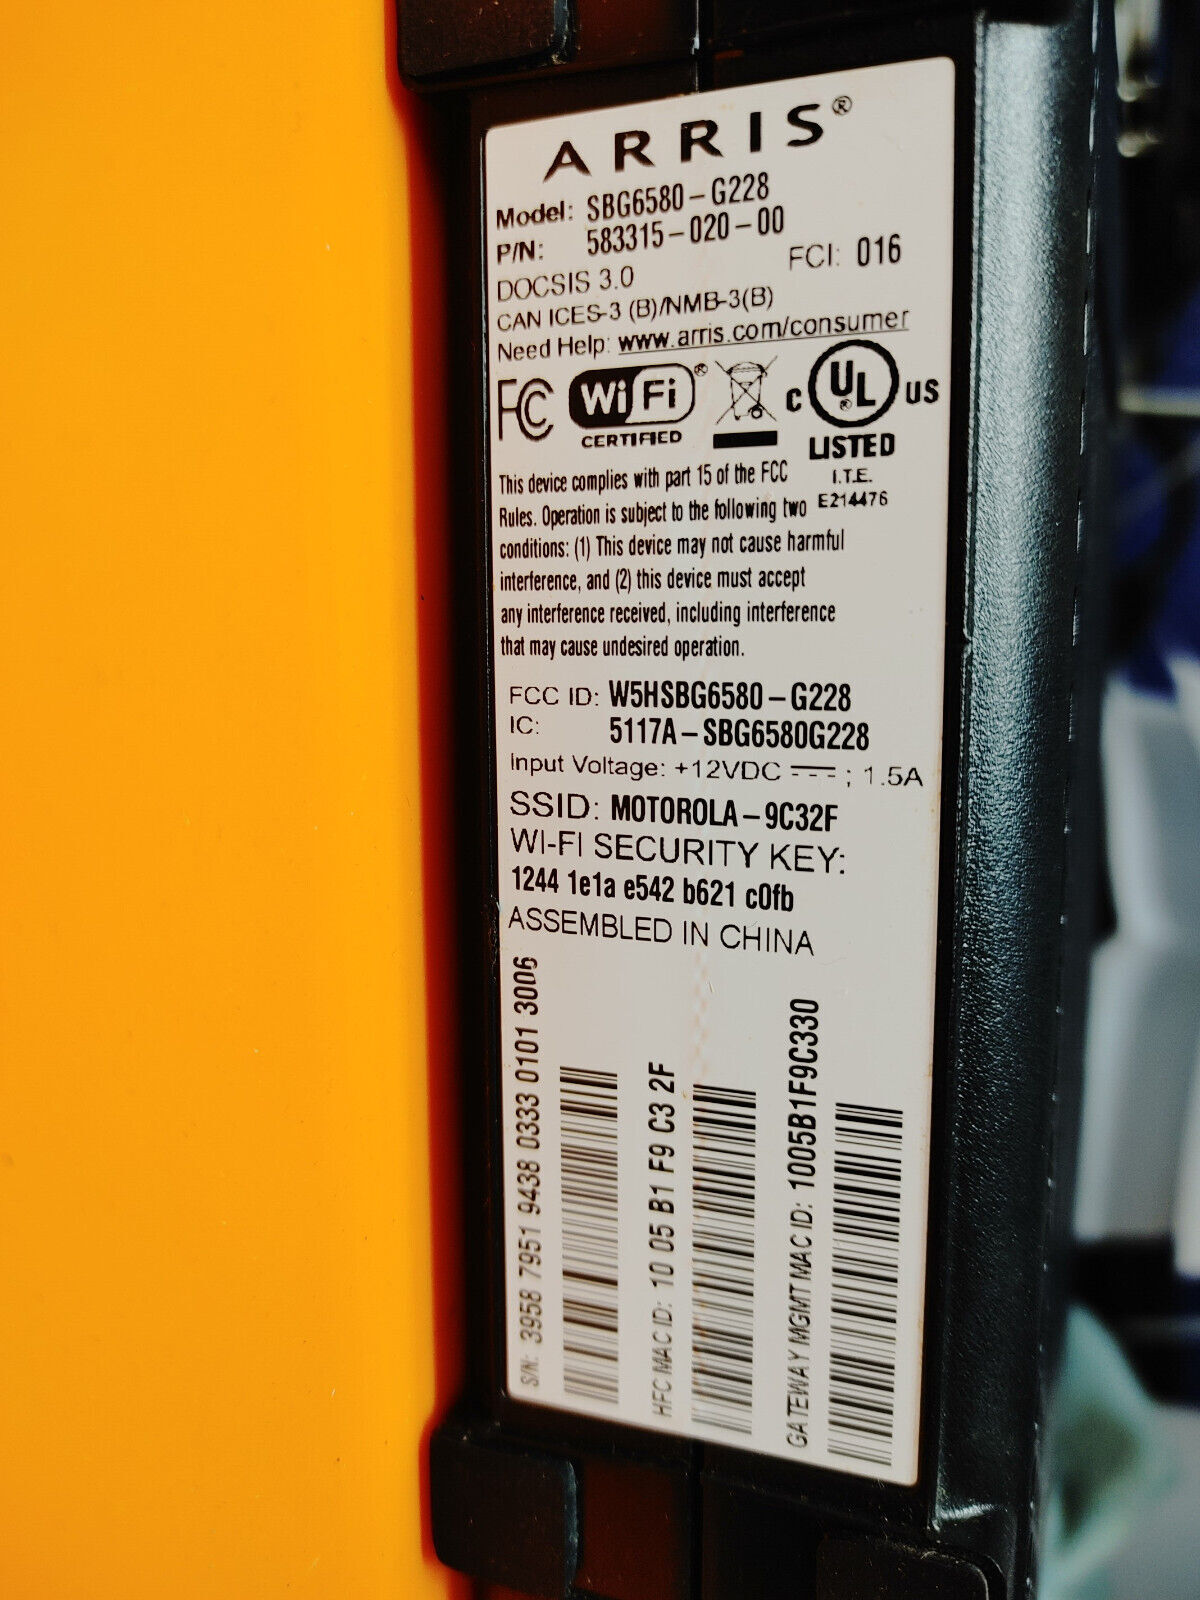 ARRIS®
Model: SBG6580-G228
P/N: 583315-020-00
FCI: 016
DOCSIS 3.0
CAN ICES-3 (B)/NMB-3(B)
Need Help: www.arris.com/consumer
FC
Wi Fi ®
CERTIFIED
C UL ® US
LISTED
I.T.E.
E214476
This device complies with part 15 of the FCC
Rules. Operation is subject to the following two
conditions: (1) This device may not cause harmful
interference, and (2) this device must accept
any interference received, including interference
that may cause undesired operation.
FCC ID: W5HSBG6580-G228
IC: 5117A-SBG6580G228
Input Voltage: +12VDC ⎓ ; 1.5A
SSID: MOTOROLA-9C32F
WI-FI SECURITY KEY:
1244 1e1a e542 b621 c0fb
ASSEMBLED IN CHINA
S/N: 3958 7951 9438 0333 0101 3006
HFC MAC ID: 10 05 B1 F9 C3 2F
GATEWAY MGMT MAC ID: 1005B1F9C330